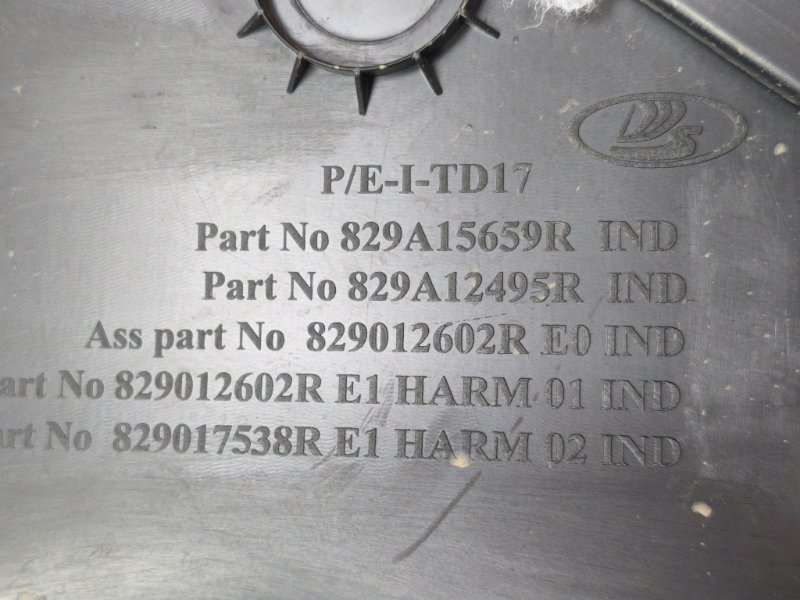 P/E-I-TD17
Part No 829A15659R IND
Part No 829A12495R IND
Ass part No 829012602R E0 IND
art No 829012602R E1 HARM 01 IND
art No 829017538R E1 HARM 02 IND